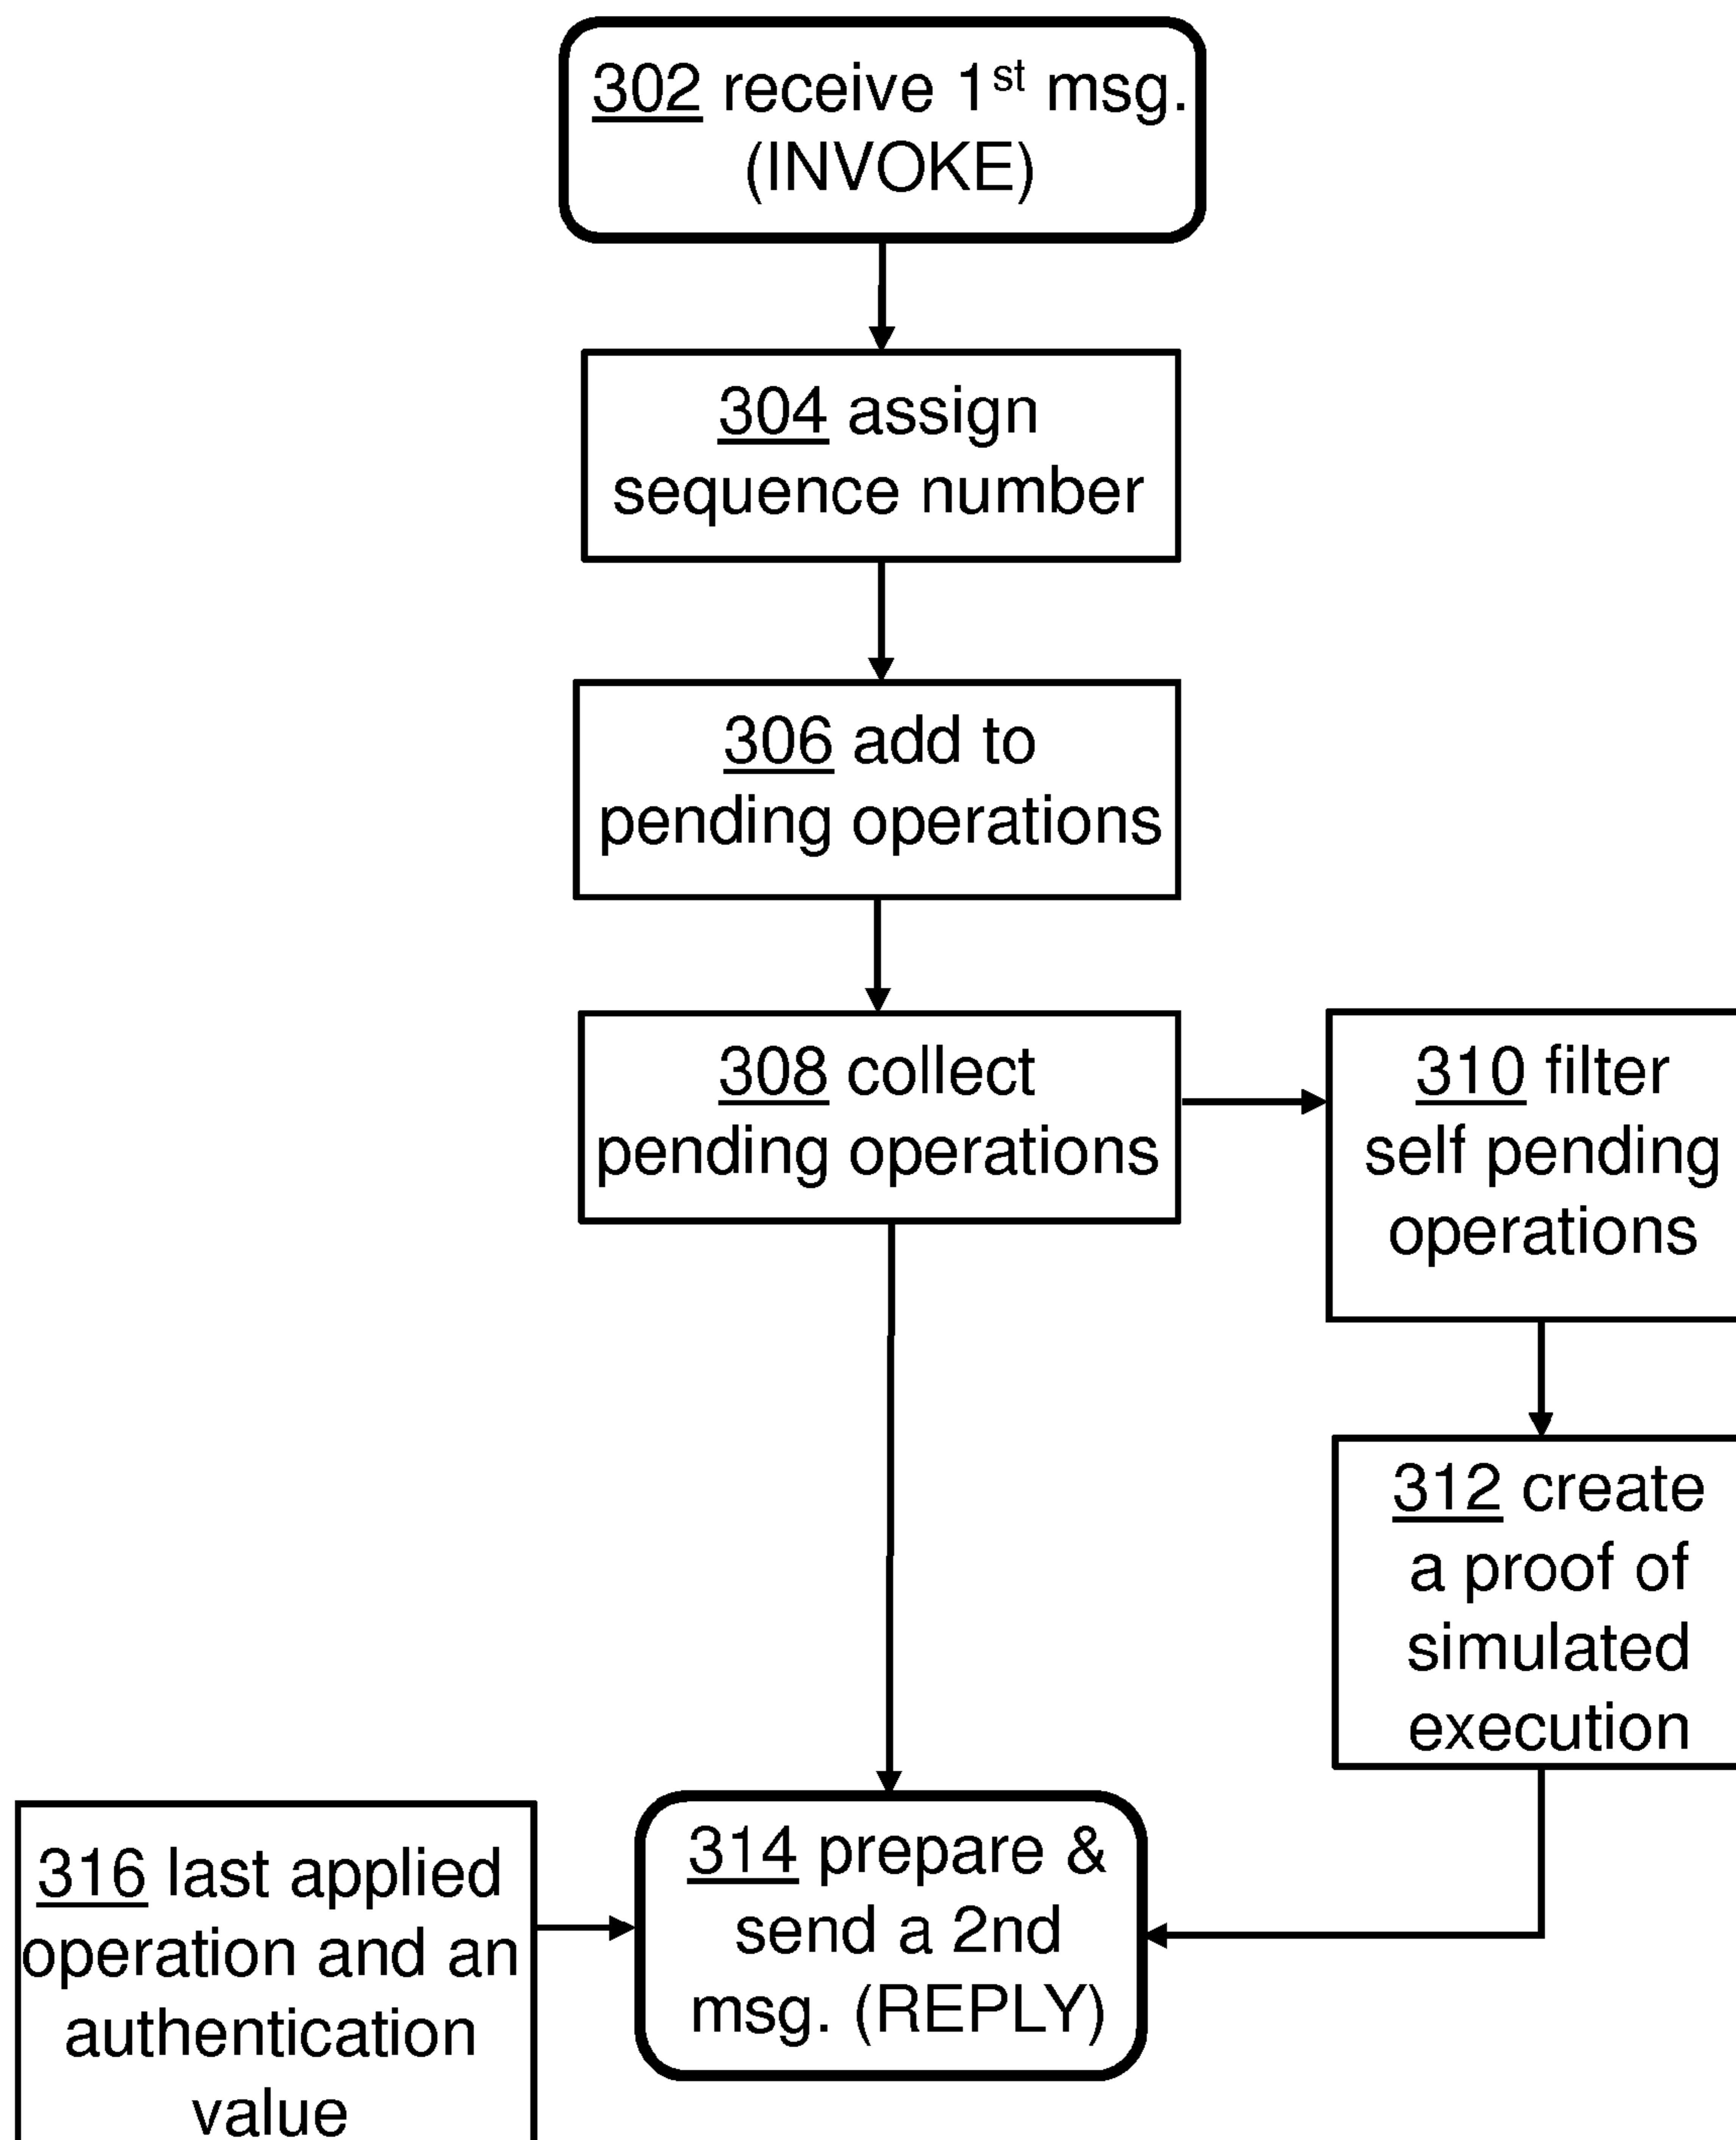 302 receive 1st msg.
(INVOKE)
304 assign
sequence number
306 add to
pending operations
308 collect
pending operations
310 filter
self pending
operations
312 create
a proof of
simulated
execution
314 prepare &
send a 2nd
msg. (REPLY)
316 last applied
operation and an
authentication
value